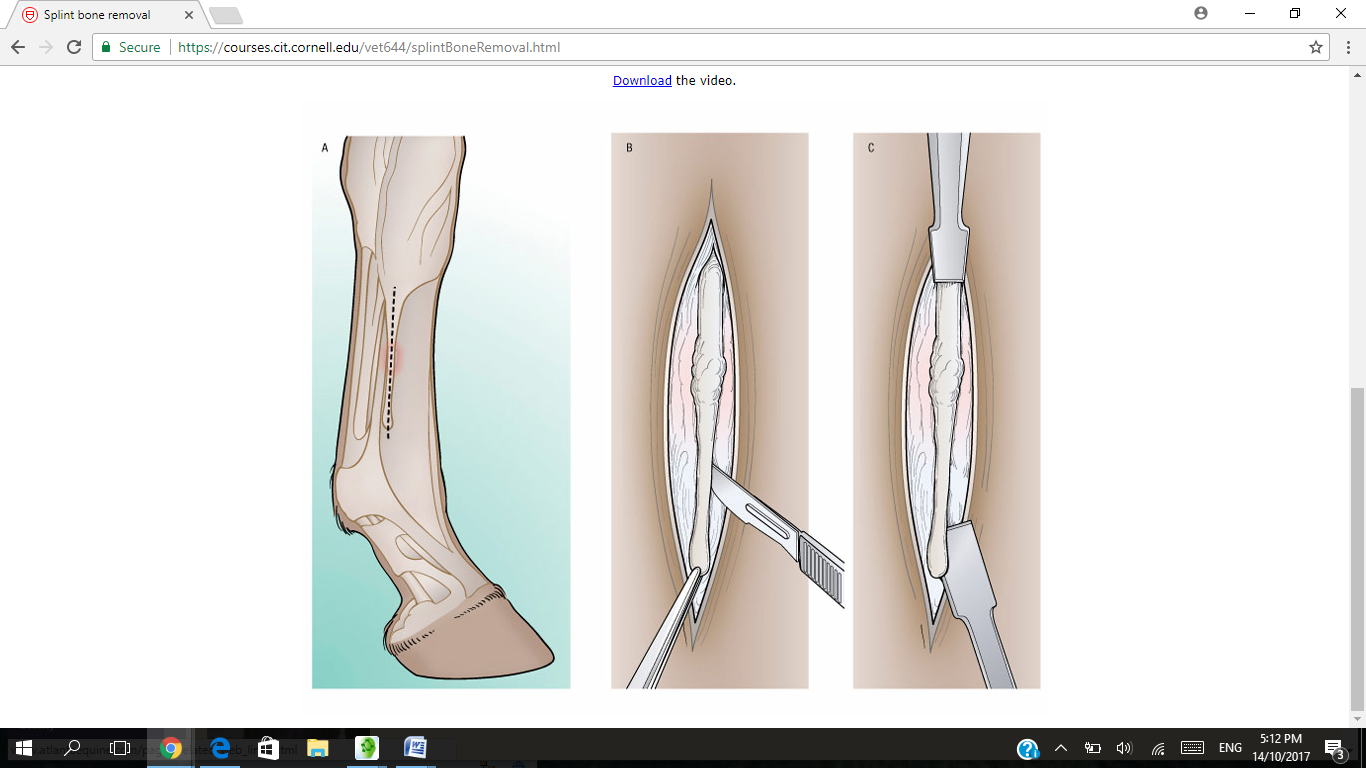 Splint bone removal
Secure https://courses.cit.cornell.edu/vet644/splintBoneRemoval.html
Download the video.
A B C
ENG
5:12 PM
14/10/2017
3